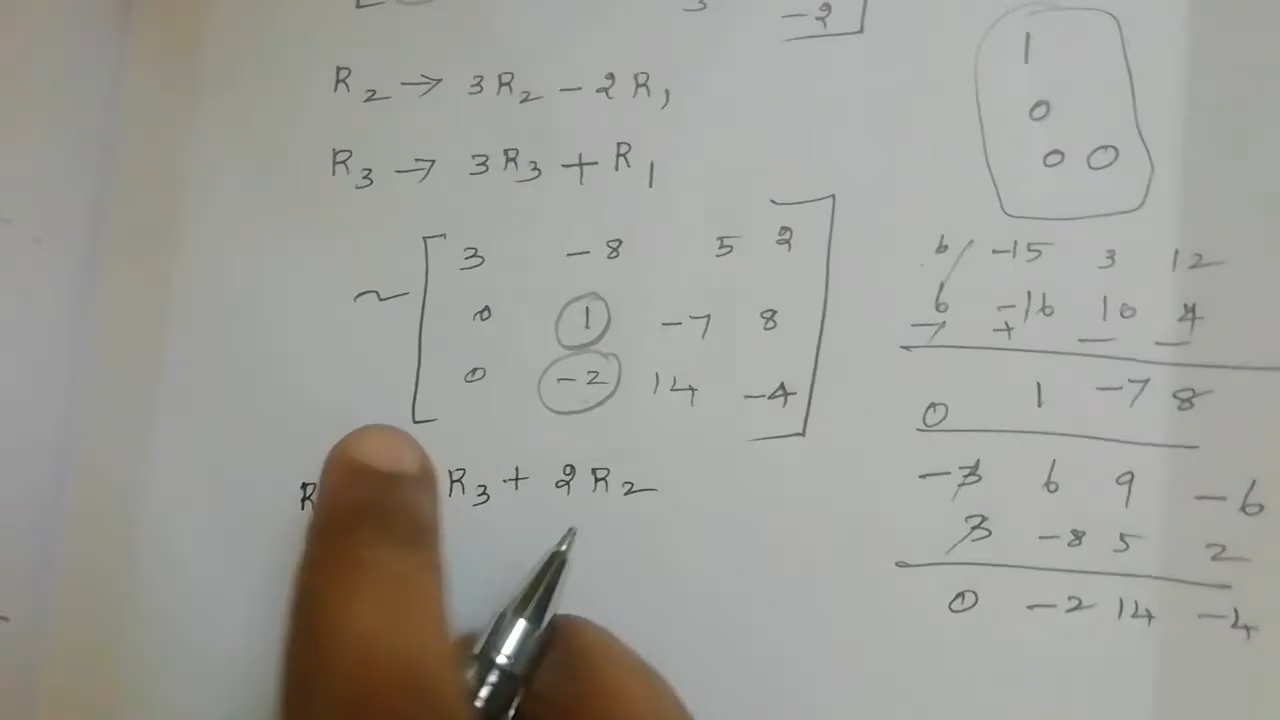 -2
R2 → 3R2 - 2R1
R3 → 3R3 + R1
~ [ 3 -8 5 2
0 1 -7 8
0 -2 14 -4 ]
R R3 + 2R2
1
0
0 0
6 -15 3 12
6 -16 10 4
- + - -
0 1 -7 8
-3 6 9 -6
3 -8 5 2
0 -2 14 -4